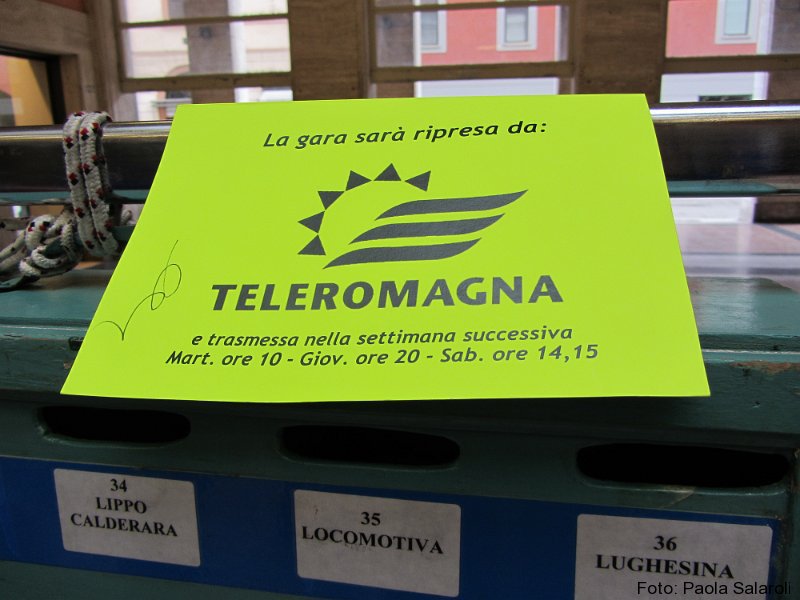 La gara sarà ripresa da:
TELEROMAGNA
e trasmessa nella settimana successiva
Mart. ore 10 - Giov. ore 20 - Sab. ore 14,15
34
LIPPO
CALDERARA
35
LOCOMOTIVA
36
LUGHESINA
Foto: Paola Salaroli